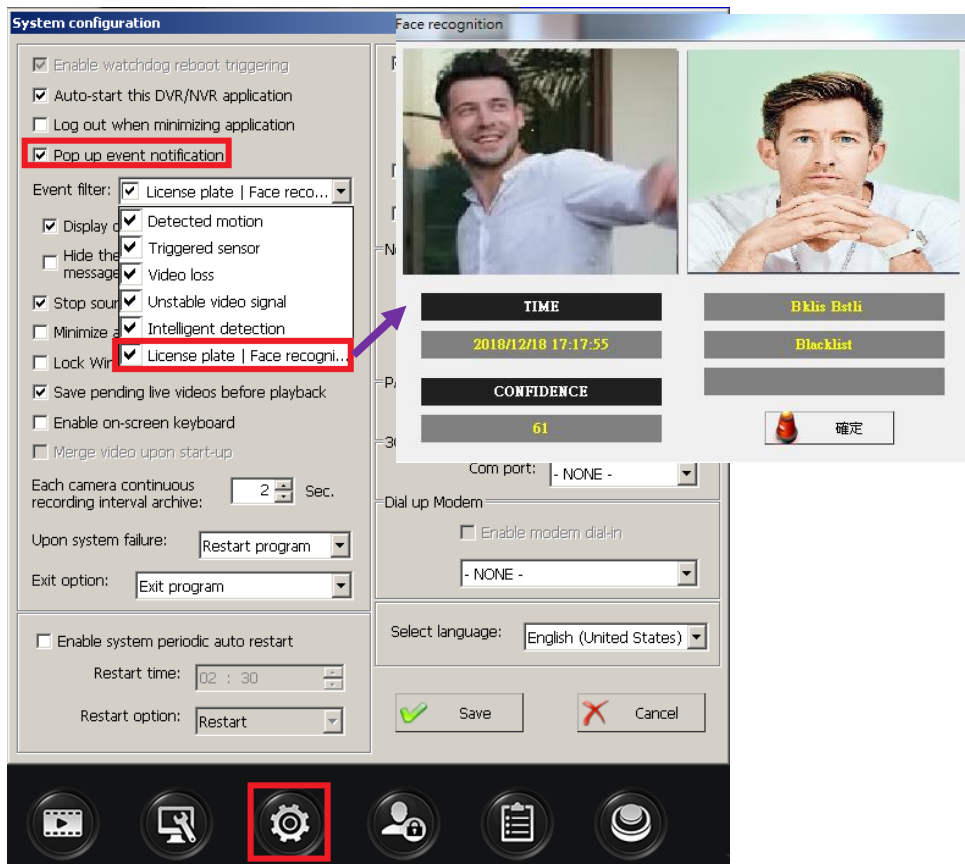 System configuration
Enable watchdog reboot triggering
Auto-start this DVR/NVR application
Log out when minimizing application
Pop up event notification
Event filter:
License plate | Face reco...
Detected motion
Triggered sensor
Video loss
Unstable video signal
Intelligent detection
License plate | Face recogni...
Display
Hide the
message
Stop sour
Minimize a
Lock Win
Save pending live videos before playback
Enable on-screen keyboard
Merge video upon start-up
Each camera continuous
recording interval archive:
2
Sec.
Upon system failure:
Restart program
Exit option:
Exit program
Enable system periodic auto restart
Restart time:
02 : 30
Restart option:
Restart
Face recognition
TIME
2018/12/18 17:17:55
CONFIDENCE
61
Bklis Bstli
Blacklist
確定
Com port:
- NONE -
Dial up Modem
Enable modem dial-in
- NONE -
Select language:
English (United States)
Save
Cancel